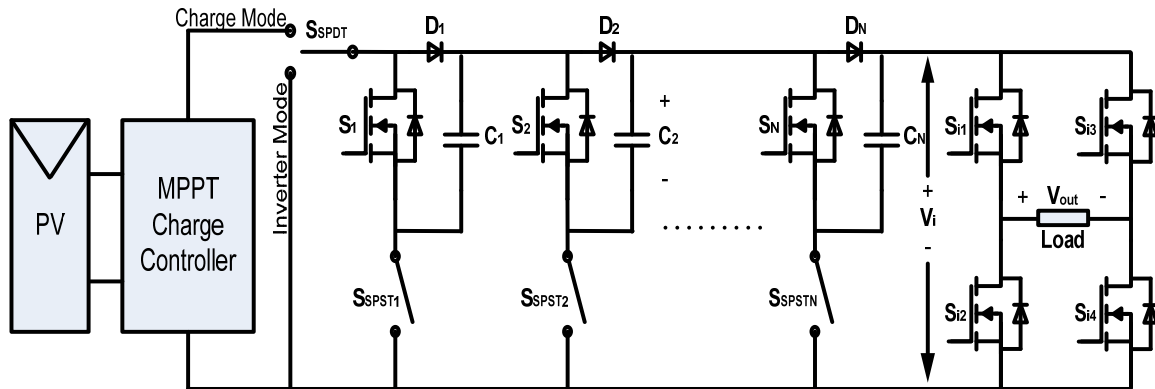 Charge Mode
SSPDT
D1
D2
DN
Inverter Mode
S1
C1
S2
+
C2
-
SN
CN
Si1
Si3
PV
MPPT
Charge
Controller
.........
+
Vi
-
+ Vout -
Load
SSPST1
SSPST2
SSPSTN
Si2
Si4